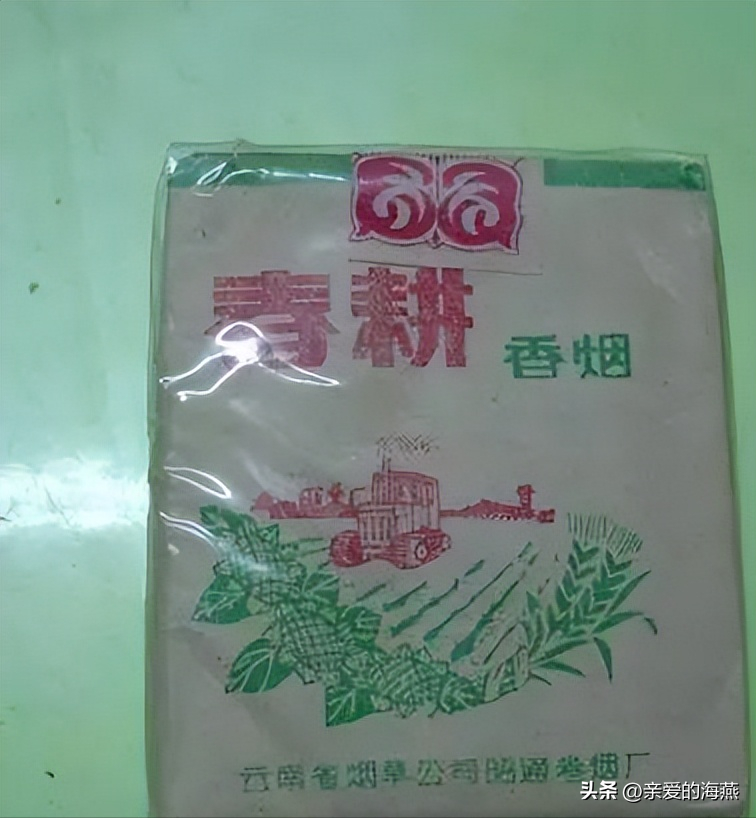 春耕
香烟
云南省烟草公司昭通卷烟厂
头条 @亲爱的海燕